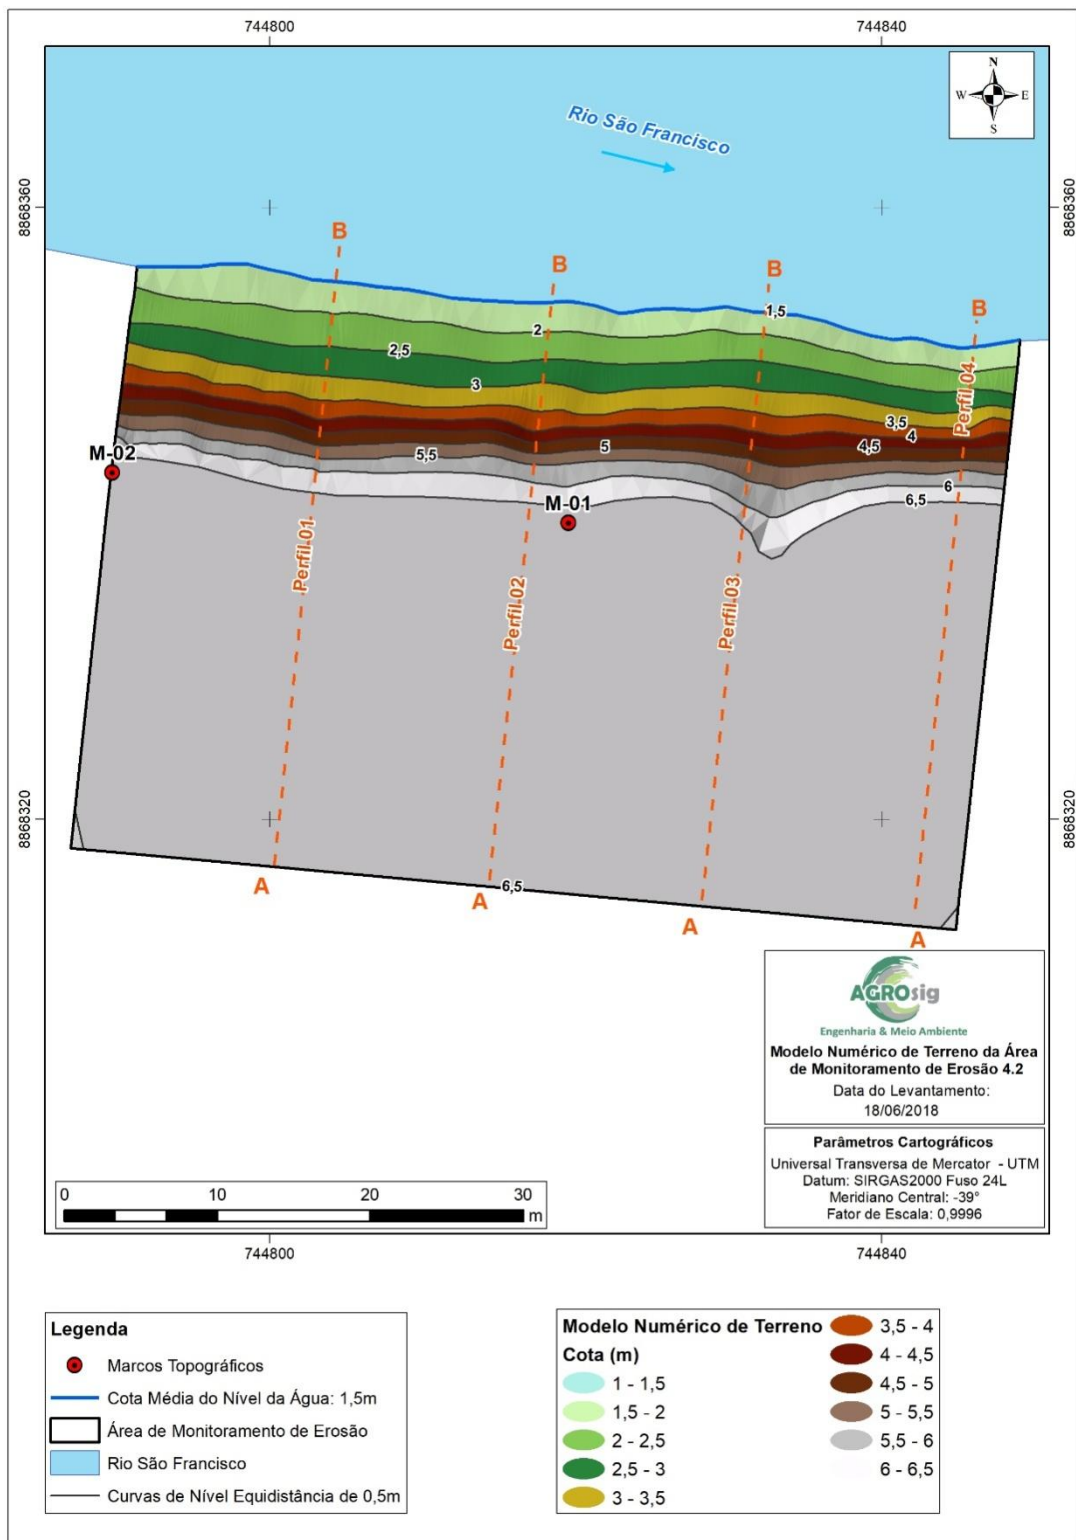 744800
744840
N
W
E
S
Rio São Francisco
8868360
8868360
B
B
B
B
1,5
2
2,5
3
3,5
4
4,5
5
5,5
6
6,5
M-02
M-01
Perfil 01
Perfil 02
Perfil 03
Perfil 04
8868320
8868320
A
A
A
A
6,5
AGROsig
Engenharia & Meio Ambiente
Modelo Numérico de Terreno da Área
de Monitoramento de Erosão 4.2
Data do Levantamento:
18/06/2018
Parâmetros Cartográficos
Universal Transversa de Mercator - UTM
Datum: SIRGAS2000 Fuso 24L
Meridiano Central: -39°
Fator de Escala: 0,9996
0
10
20
30
m
744800
744840
Legenda
Marcos Topográficos
Cota Média do Nível da Água: 1,5m
Área de Monitoramento de Erosão
Rio São Francisco
Curvas de Nível Equidistância de 0,5m
Modelo Numérico de Terreno
Cota (m)
1 - 1,5
1,5 - 2
2 - 2,5
2,5 - 3
3 - 3,5
3,5 - 4
4 - 4,5
4,5 - 5
5 - 5,5
5,5 - 6
6 - 6,5